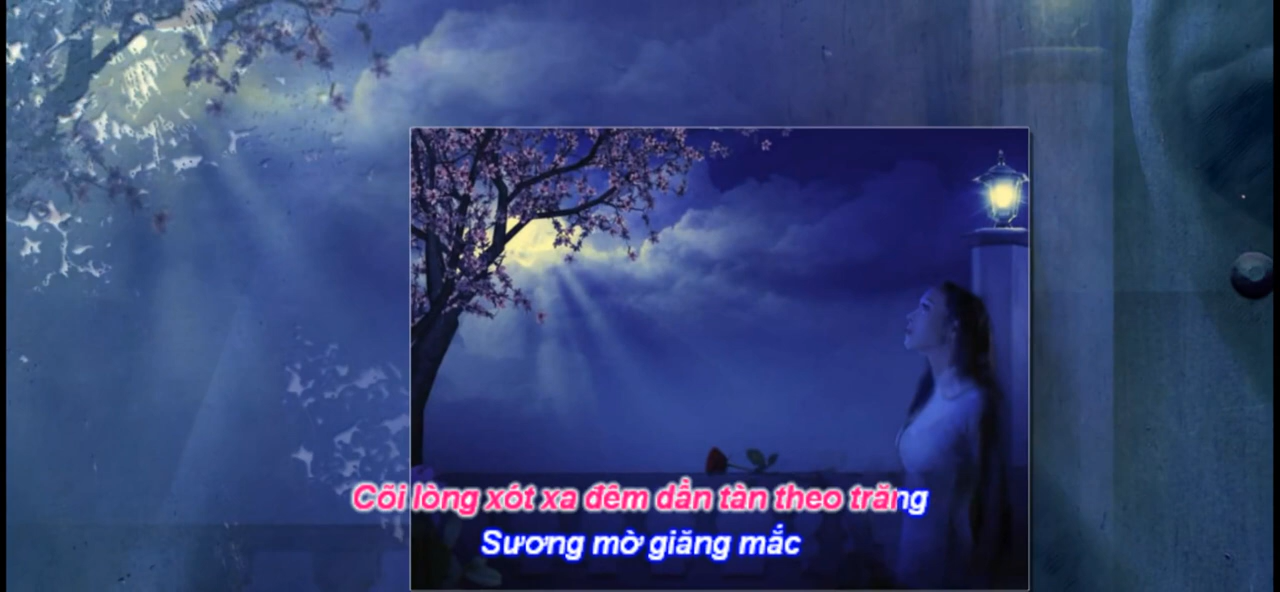 Cõi lòng xót xa đêm dần tàn theo trăng
Sương mờ giăng mắc